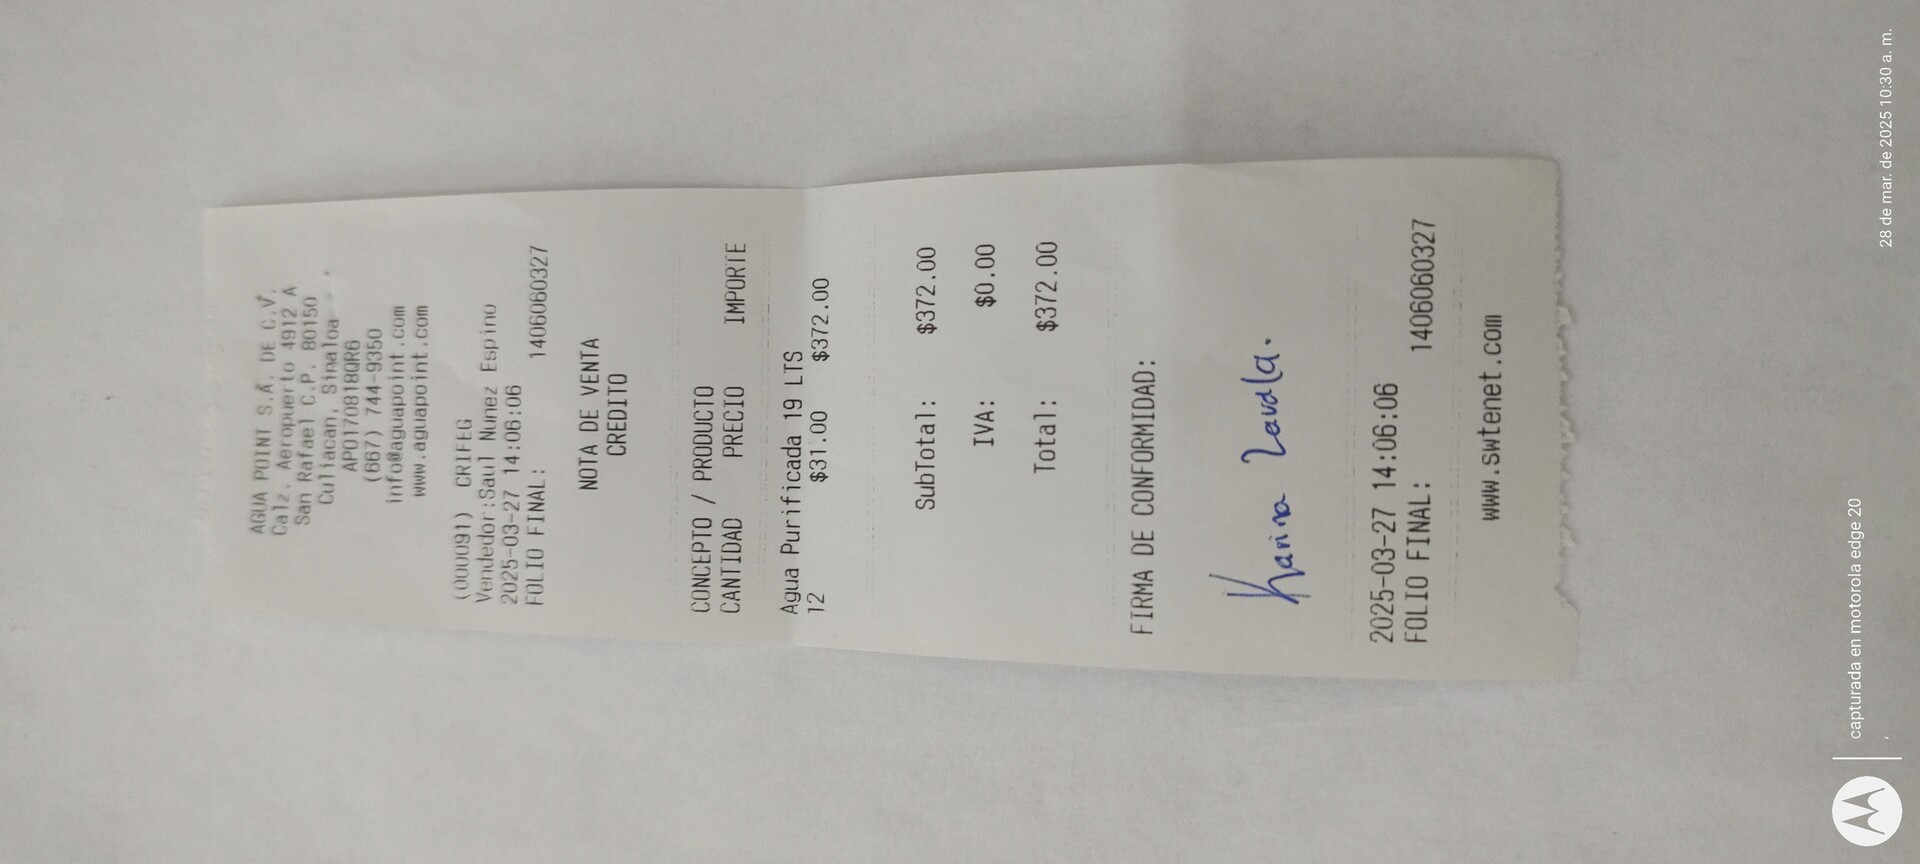 AGUA POINT S.A. DE C.V.
Calz. Aeropuerto 4912 A
San Rafael C.P. 80150
Culiacan, Sinaloa
APO170818QR6
(667) 744-9350
info@aguapoint.com
www.aguapoint.com
(000091) CRIFEG
Vendedor:Saul Nunez Espino
2025-03-27 14:06:06
FOLIO FINAL: 1406060327
NOTA DE VENTA
CREDITO
CONCEPTO / PRODUCTO
CANTIDAD PRECIO IMPORTE
Agua Purificada 19 LTS
12 $31.00 $372.00
SubTotal: $372.00
IVA: $0.00
Total: $372.00
FIRMA DE CONFORMIDAD:
Karina
2025-03-27 14:06:06
FOLIO FINAL: 1406060327
www.swtenet.com
capturada en motorola edge 20
28 de mar. de 2025 10:30 a. m.